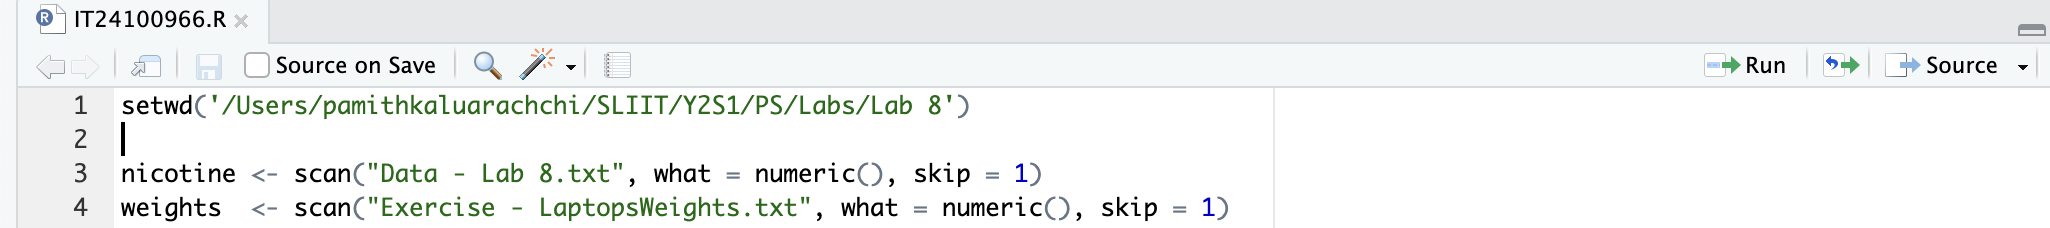 R IT24100966.R
Source on Save Run Source
1 setwd('/Users/pamithkaluarachchi/SLIIT/Y2S1/PS/Labs/Lab 8')
2
3 nicotine <- scan("Data - Lab 8.txt", what = numeric(), skip = 1)
4 weights  <- scan("Exercise - LaptopsWeights.txt", what = numeric(), skip = 1)